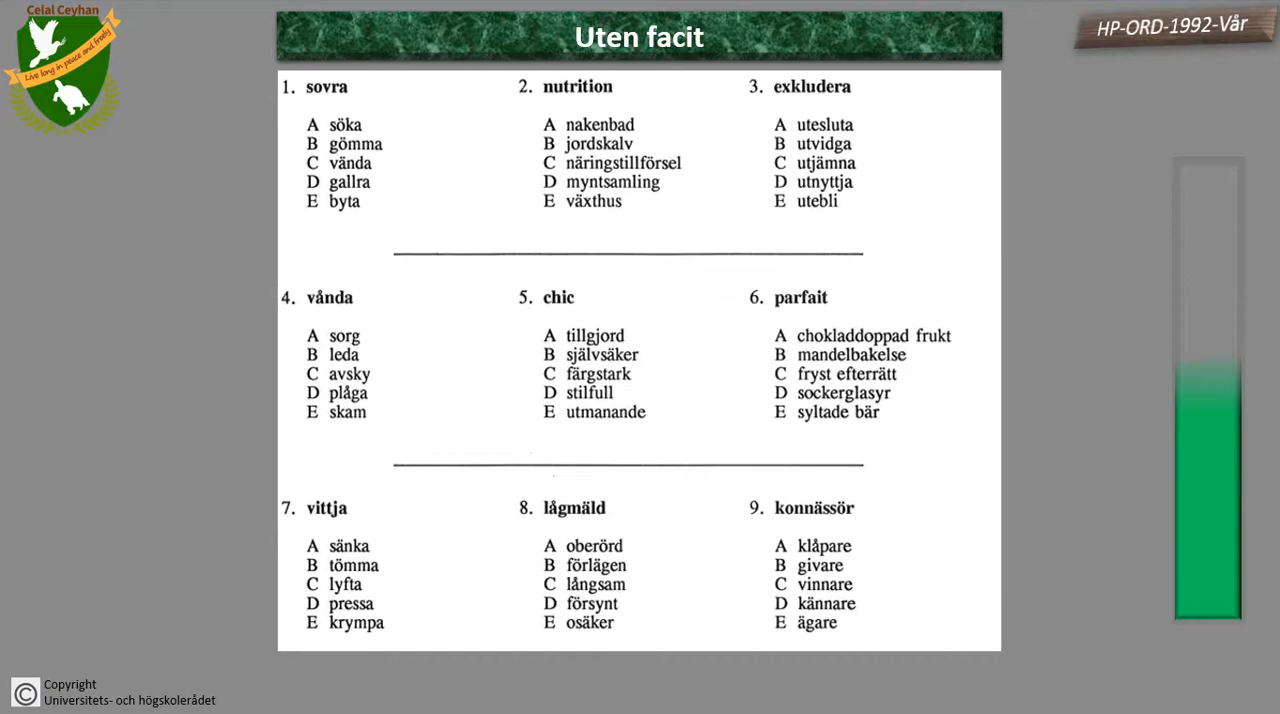 Celal Ceyhan
Live long in peace and freely
Uten facit
HP-ORD-1992-Vår
1. sovra
A söka
B gömma
C vända
D gallra
E byta
2. nutrition
A nakenbad
B jordskalv
C näringstillförsel
D myntsamling
E växthus
3. exkludera
A utesluta
B utvidga
C utjämna
D utnyttja
E utebli
4. vånda
A sorg
B leda
C avsky
D plåga
E skam
5. chic
A tillgjord
B självsäker
C färgstark
D stilfull
E utmanande
6. parfait
A chokladdoppad frukt
B mandelbakelse
C fryst efterrätt
D sockerglasyr
E syltade bär
7. vittja
A sänka
B tömma
C lyfta
D pressa
E krympa
8. lågmäld
A oberörd
B förlägen
C långsam
D försynt
E osäker
9. konnässör
A klåpare
B givare
C vinnare
D kännare
E ägare
© Copyright
Universitets- och högskolerådet